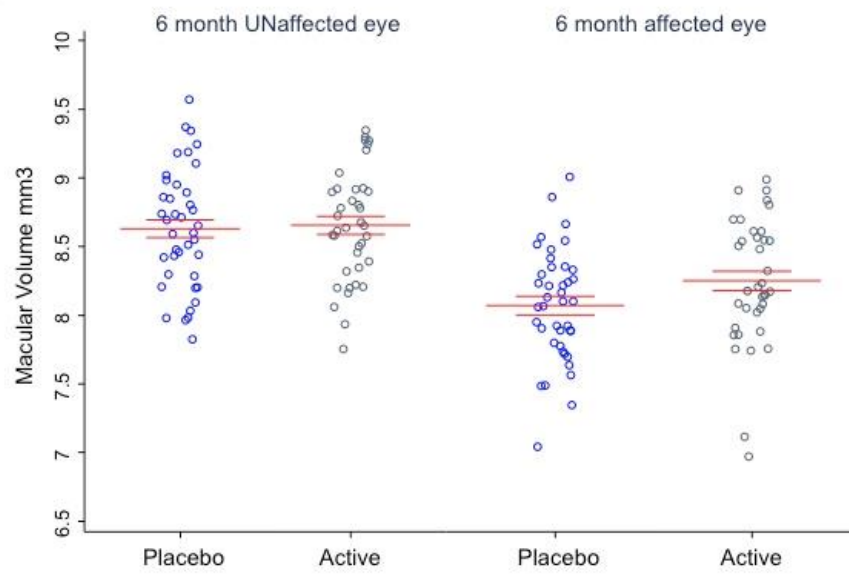 6 month UNaffected eye
6 month affected eye
Macular Volume mm3
10
9.5
9
8.5
8
7.5
7
6.5
Placebo
Active
Placebo
Active